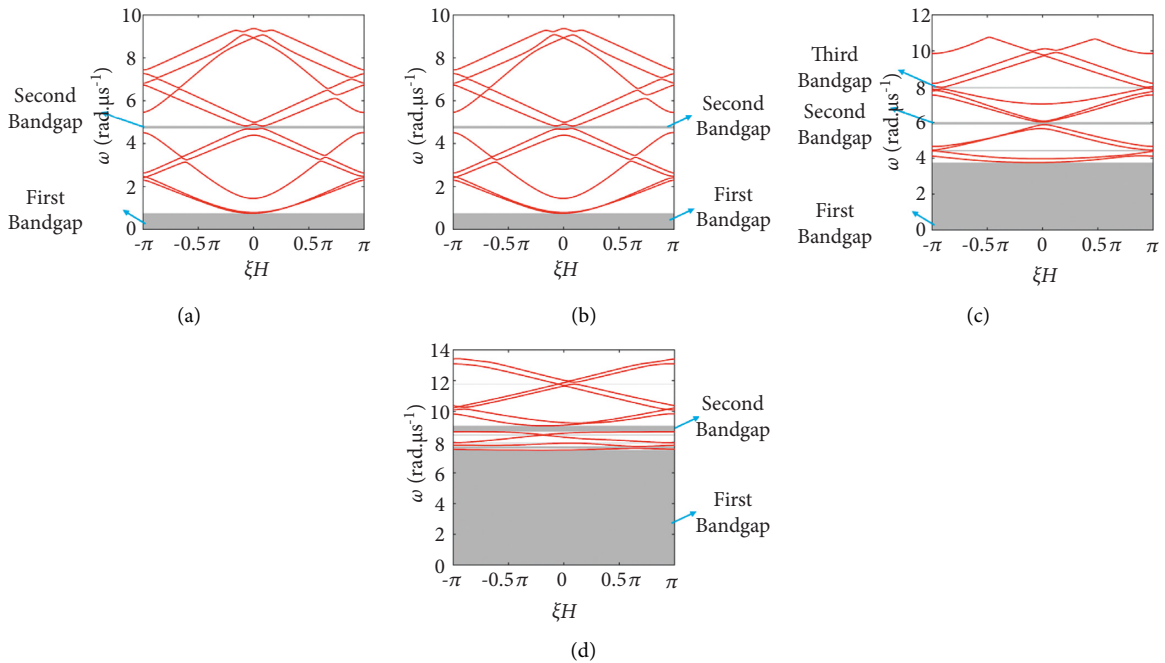 10
8
6
4
2
0
ω (rad.μs⁻¹)
Second
Bandgap
First
Bandgap
-π -0.5π 0 0.5π π
ξH
(a)
10
8
6
4
2
0
ω (rad.μs⁻¹)
Second
Bandgap
First
Bandgap
-π -0.5π 0 0.5π π
ξH
(b)
12
10
8
6
4
2
0
ω (rad.μs⁻¹)
Third
Bandgap
Second
Bandgap
First
Bandgap
-π -0.5π 0 0.5π π
ξH
(c)
14
12
10
8
6
4
2
0
ω (rad.μs⁻¹)
Second
Bandgap
First
Bandgap
-π -0.5π 0 0.5π π
ξH
(d)